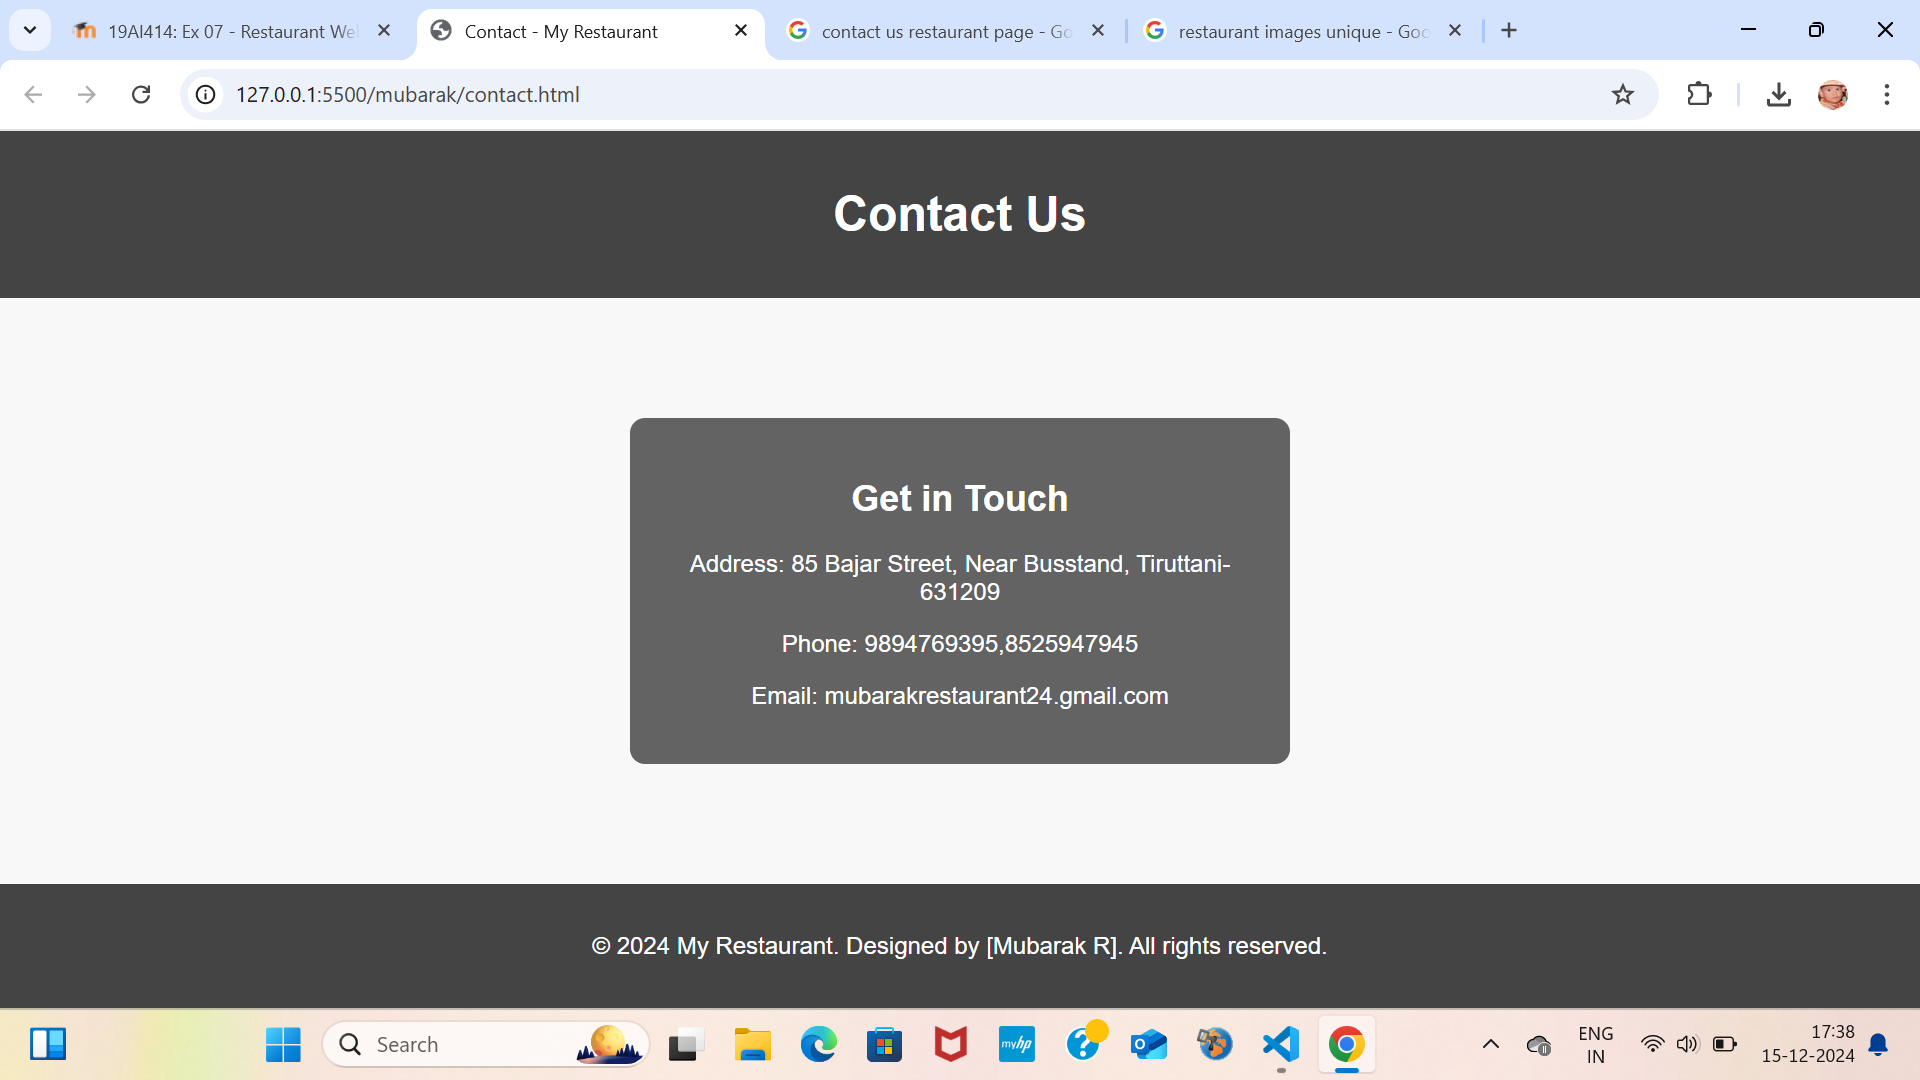 19AI414: Ex 07 - Restaurant We
Contact - My Restaurant
contact us restaurant page - Go
restaurant images unique - Goo
127.0.0.1:5500/mubarak/contact.html
Contact Us
Get in Touch
Address: 85 Bajar Street, Near Busstand, Tiruttani-
631209
Phone: 9894769395,8525947945
Email: mubarakrestaurant24.gmail.com
© 2024 My Restaurant. Designed by [Mubarak R]. All rights reserved.
Search
myhp
ENG
IN
17:38
15-12-2024